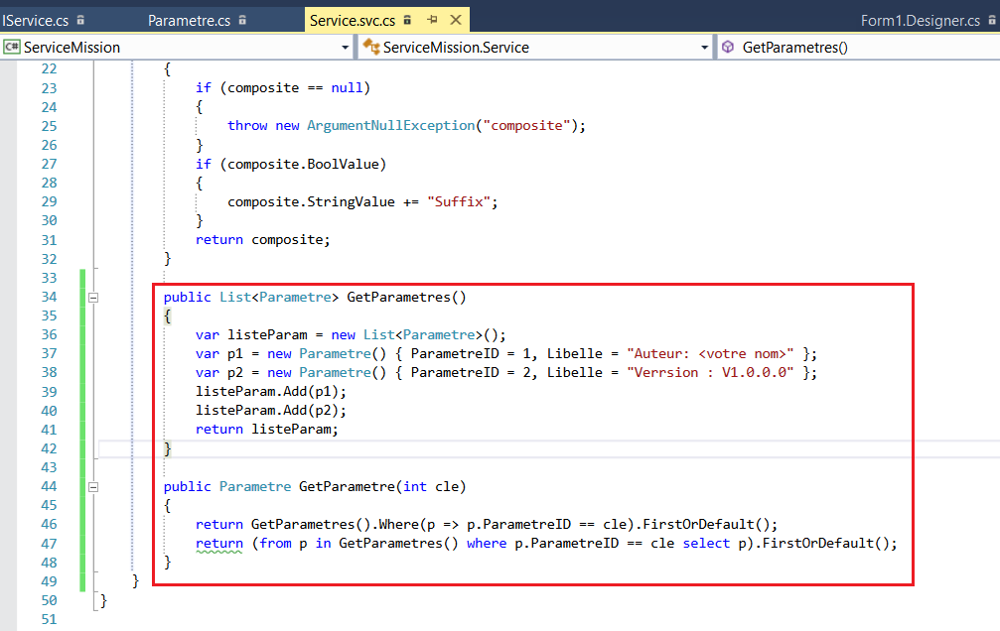 IService.cs Parametre.cs Service.svc.cs Form1.Designer.cs
C# ServiceMission ServiceMission.Service GetParametres()
22 {
23 if (composite == null)
24 {
25 throw new ArgumentNullException("composite");
26 }
27 if (composite.BoolValue)
28 {
29 composite.StringValue += "Suffix";
30 }
31 return composite;
32 }
33
34 public List<Parametre> GetParametres()
35 {
36 var listeParam = new List<Parametre>();
37 var p1 = new Parametre() { ParametreID = 1, Libelle = "Auteur: <votre nom>" };
38 var p2 = new Parametre() { ParametreID = 2, Libelle = "Verrsion : V1.0.0.0" };
39 listeParam.Add(p1);
40 listeParam.Add(p2);
41 return listeParam;
42 }
43
44 public Parametre GetParametre(int cle)
45 {
46 return GetParametres().Where(p => p.ParametreID == cle).FirstOrDefault();
47 return (from p in GetParametres() where p.ParametreID == cle select p).FirstOrDefault();
48 }
49 }
50 }
51